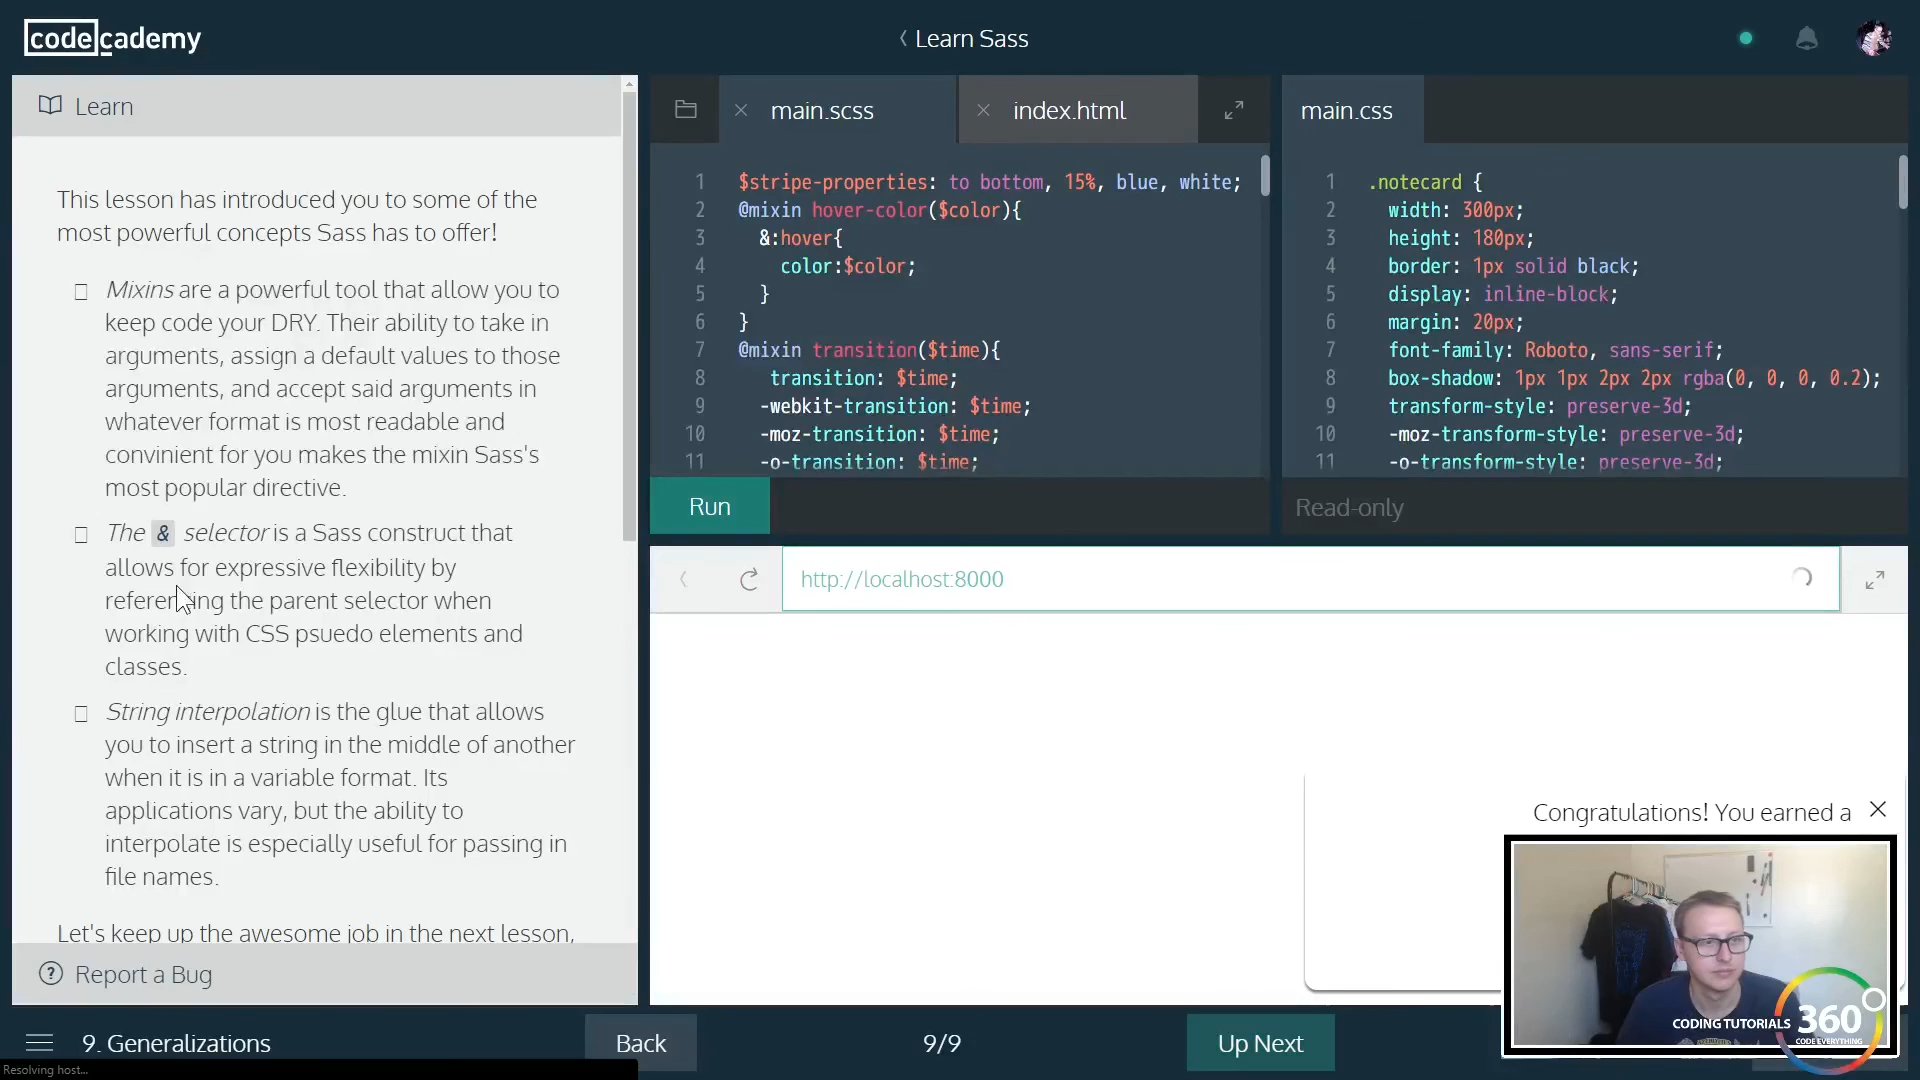 codecademy
Learn Sass
Learn
This lesson has introduced you to some of the
most powerful concepts Sass has to offer!
Mixins are a powerful tool that allow you to
keep code your DRY. Their ability to take in
arguments, assign a default values to those
arguments, and accept said arguments in
whatever format is most readable and
convinient for you makes the mixin Sass's
most popular directive.
The & selector is a Sass construct that
allows for expressive flexibility by
referencing the parent selector when
working with CSS psuedo elements and
classes.
String interpolation is the glue that allows
you to insert a string in the middle of another
when it is in a variable format. Its
applications vary, but the ability to
interpolate is especially useful for passing in
file names.
Let's keep up the awesome job in the next lesson,
Report a Bug
main.scss
index.html
1 $stripe-properties: to bottom, 15%, blue, white;
2 @mixin hover-color($color){
3 &:hover{
4 color:$color;
5 }
6 }
7 @mixin transition($time){
8 transition: $time;
9 -webkit-transition: $time;
10 -moz-transition: $time;
11 -o-transition: $time;
Run
main.css
1 .notecard {
2 width: 300px;
3 height: 180px;
4 border: 1px solid black;
5 display: inline-block;
6 margin: 20px;
7 font-family: Roboto, sans-serif;
8 box-shadow: 1px 1px 2px 2px rgba(0, 0, 0, 0.2);
9 transform-style: preserve-3d;
10 -moz-transform-style: preserve-3d;
11 -o-transform-style: preserve-3d;
Read-only
http://localhost:8000
Congratulations! You earned a
CODING TUTORIALS 360
CODE EVERYTHING
9. Generalizations
Back
9/9
Up Next
Resolving host...